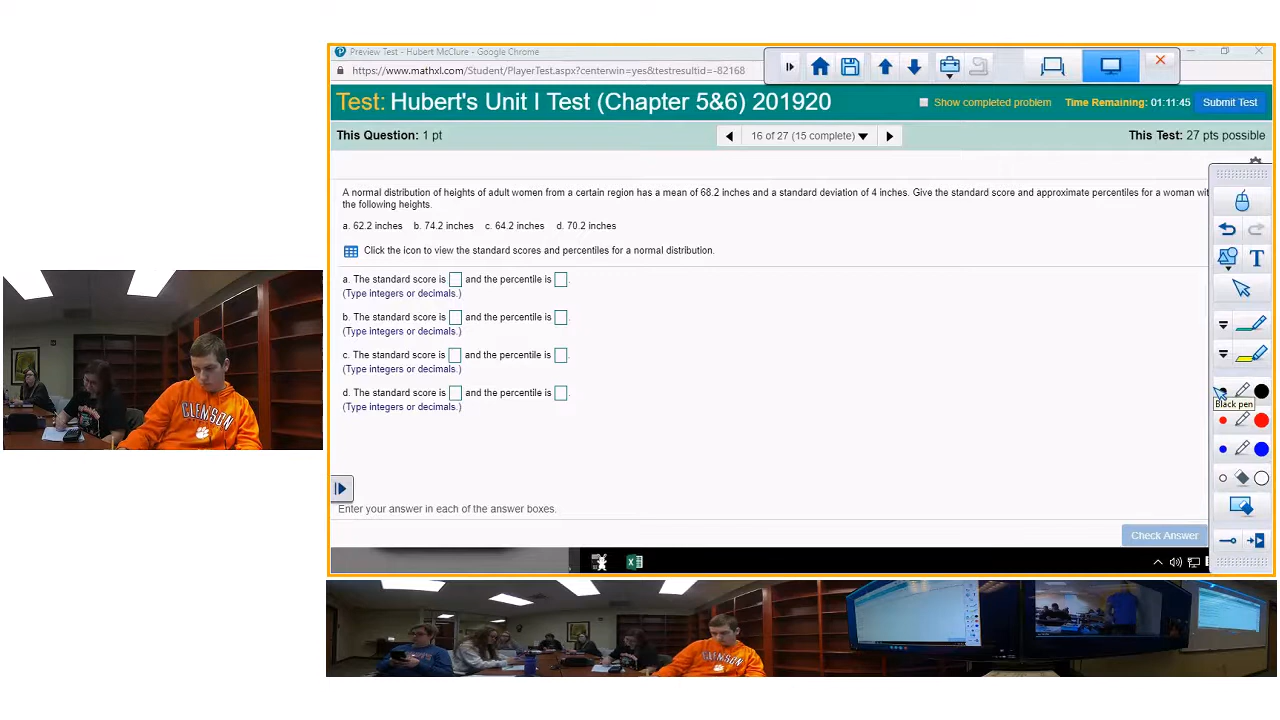 Preview Test - Hubert McClure - Google Chrome
https://www.mathxl.com/Student/PlayerTest.aspx?centerwin=yes&testresultid=-82168
Test: Hubert's Unit I Test (Chapter 5&6) 201920
Show completed problem
Time Remaining: 01:11:45
Submit Test
This Question: 1 pt
16 of 27 (15 complete)
This Test: 27 pts possible
A normal distribution of heights of adult women from a certain region has a mean of 68.2 inches and a standard deviation of 4 inches. Give the standard score and approximate percentiles for a woman wit
the following heights.
a. 62.2 inches b. 74.2 inches c. 64.2 inches d. 70.2 inches
Click the icon to view the standard scores and percentiles for a normal distribution.
a. The standard score is and the percentile is .
(Type integers or decimals.)
b. The standard score is and the percentile is .
(Type integers or decimals.)
c. The standard score is and the percentile is .
(Type integers or decimals.)
d. The standard score is and the percentile is .
(Type integers or decimals.)
T
Black pen
Enter your answer in each of the answer boxes.
Check Answer
CLEMSON
CLEMSON